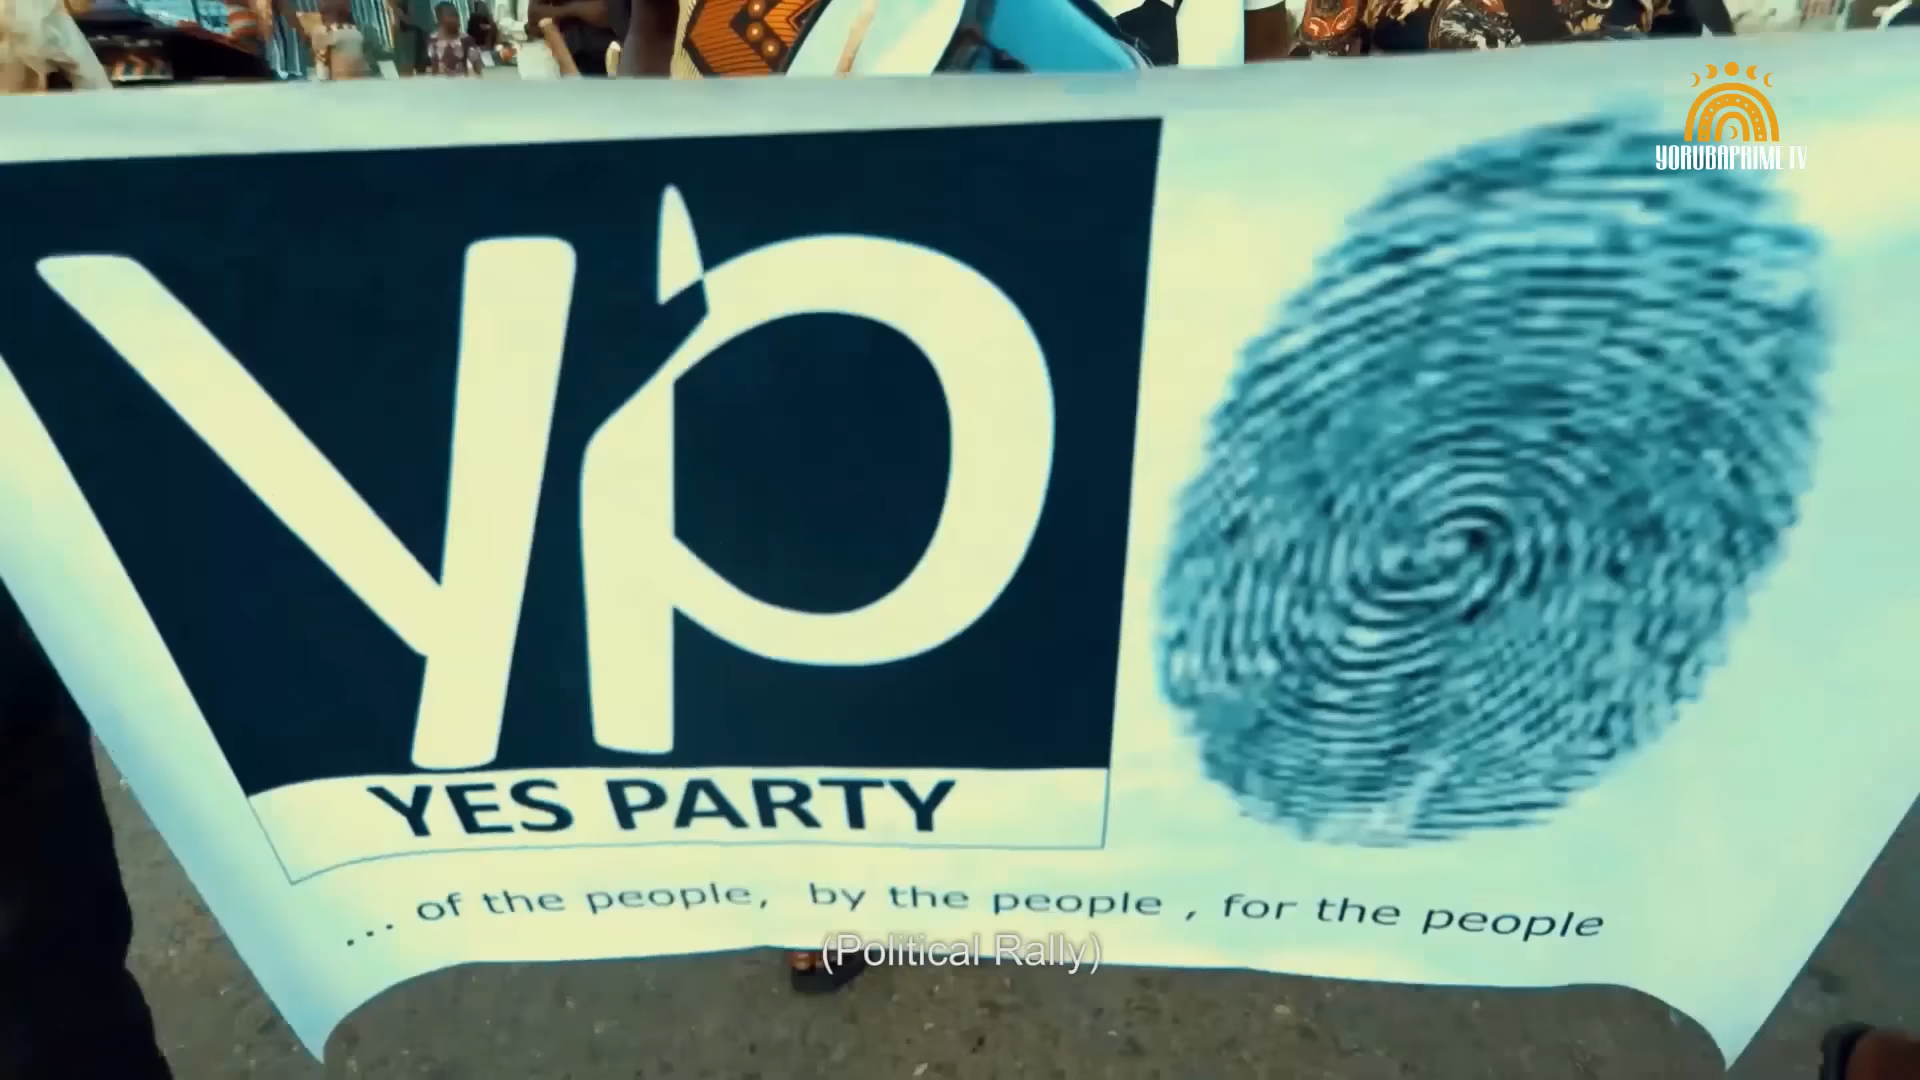 YORUBAPRIME TV
YP
YES PARTY
... of the people, by the people , for the people
(Political Rally)